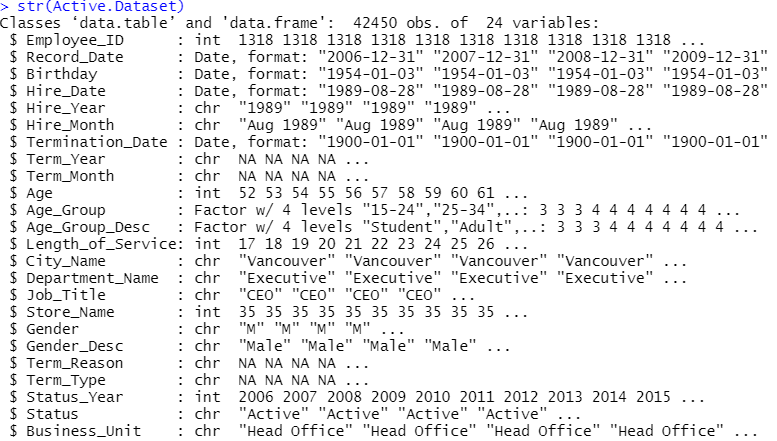 > str(Active.Dataset)
Classes ‘data.table’ and 'data.frame':  42450 obs. of  24 variables:
 $ Employee_ID      : int  1318 1318 1318 1318 1318 1318 1318 1318 1318 1318 ...
 $ Record_Date      : Date, format: "2006-12-31" "2007-12-31" "2008-12-31" "2009-12-31"
 $ Birthday         : Date, format: "1954-01-03" "1954-01-03" "1954-01-03" "1954-01-03"
 $ Hire_Date        : Date, format: "1989-08-28" "1989-08-28" "1989-08-28" "1989-08-28"
 $ Hire_Year        : chr  "1989" "1989" "1989" "1989" ...
 $ Hire_Month       : chr  "Aug 1989" "Aug 1989" "Aug 1989" "Aug 1989" ...
 $ Termination_Date : Date, format: "1900-01-01" "1900-01-01" "1900-01-01" "1900-01-01"
 $ Term_Year        : chr  NA NA NA NA ...
 $ Term_Month       : chr  NA NA NA NA ...
 $ Age              : int  52 53 54 55 56 57 58 59 60 61 ...
 $ Age_Group        : Factor w/ 4 levels "15-24","25-34",..: 3 3 3 4 4 4 4 4 4 4 ...
 $ Age_Group_Desc   : Factor w/ 4 levels "Student","Adult",..: 3 3 3 4 4 4 4 4 4 4 ...
 $ Length_of_Service: int  17 18 19 20 21 22 23 24 25 26 ...
 $ City_Name        : chr  "Vancouver" "Vancouver" "Vancouver" "Vancouver" ...
 $ Department_Name  : chr  "Executive" "Executive" "Executive" "Executive" ...
 $ Job_Title        : chr  "CEO" "CEO" "CEO" "CEO" ...
 $ Store_Name       : int  35 35 35 35 35 35 35 35 35 35 ...
 $ Gender           : chr  "M" "M" "M" "M" ...
 $ Gender_Desc      : chr  "Male" "Male" "Male" "Male" ...
 $ Term_Reason      : chr  NA NA NA NA ...
 $ Term_Type        : chr  NA NA NA NA ...
 $ Status_Year      : int  2006 2007 2008 2009 2010 2011 2012 2013 2014 2015 ...
 $ Status           : chr  "Active" "Active" "Active" "Active" ...
 $ Business_Unit    : chr  "Head Office" "Head Office" "Head Office" "Head Office" ...